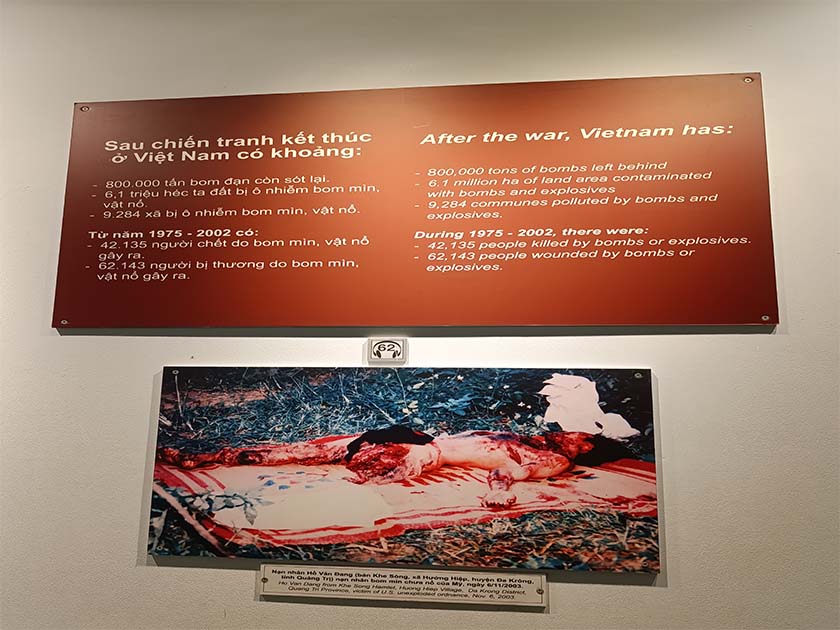 Sau chiến tranh kết thúc
ở Việt Nam có khoảng:
- 800.000 tấn bom đạn còn sót lại.
- 6,1 triệu héc ta đất bị ô nhiễm bom mìn,
vật nổ.
- 9.284 xã bị ô nhiễm bom mìn, vật nổ.
Từ năm 1975 - 2002 có:
- 42.135 người chết do bom mìn, vật nổ
gây ra.
- 62.143 người bị thương do bom mìn,
vật nổ gây ra.
After the war, Vietnam has:
- 800,000 tons of bombs left behind
- 6.1 million ha of land area contaminated
with bombs and explosives
- 9,284 communes polluted by bombs and
explosives.
During 1975 - 2002, there were:
- 42,135 people killed by bombs or explosives.
- 62,143 people wounded by bombs or
explosives.
62
Nạn nhân Hồ Văn Đang (bản Khe Sòng, xã Hướng Hiệp, huyện Đa Krông,
tỉnh Quảng Trị) nạn nhân bom mìn chưa nổ của Mỹ, ngày 6/11/2003.
Ho Van Dang from Khe Song Hamlet, Huong Hiep Village, Da Krong District,
Quang Tri Province, victim of U.S. unexploded ordnance, Nov. 6, 2003.